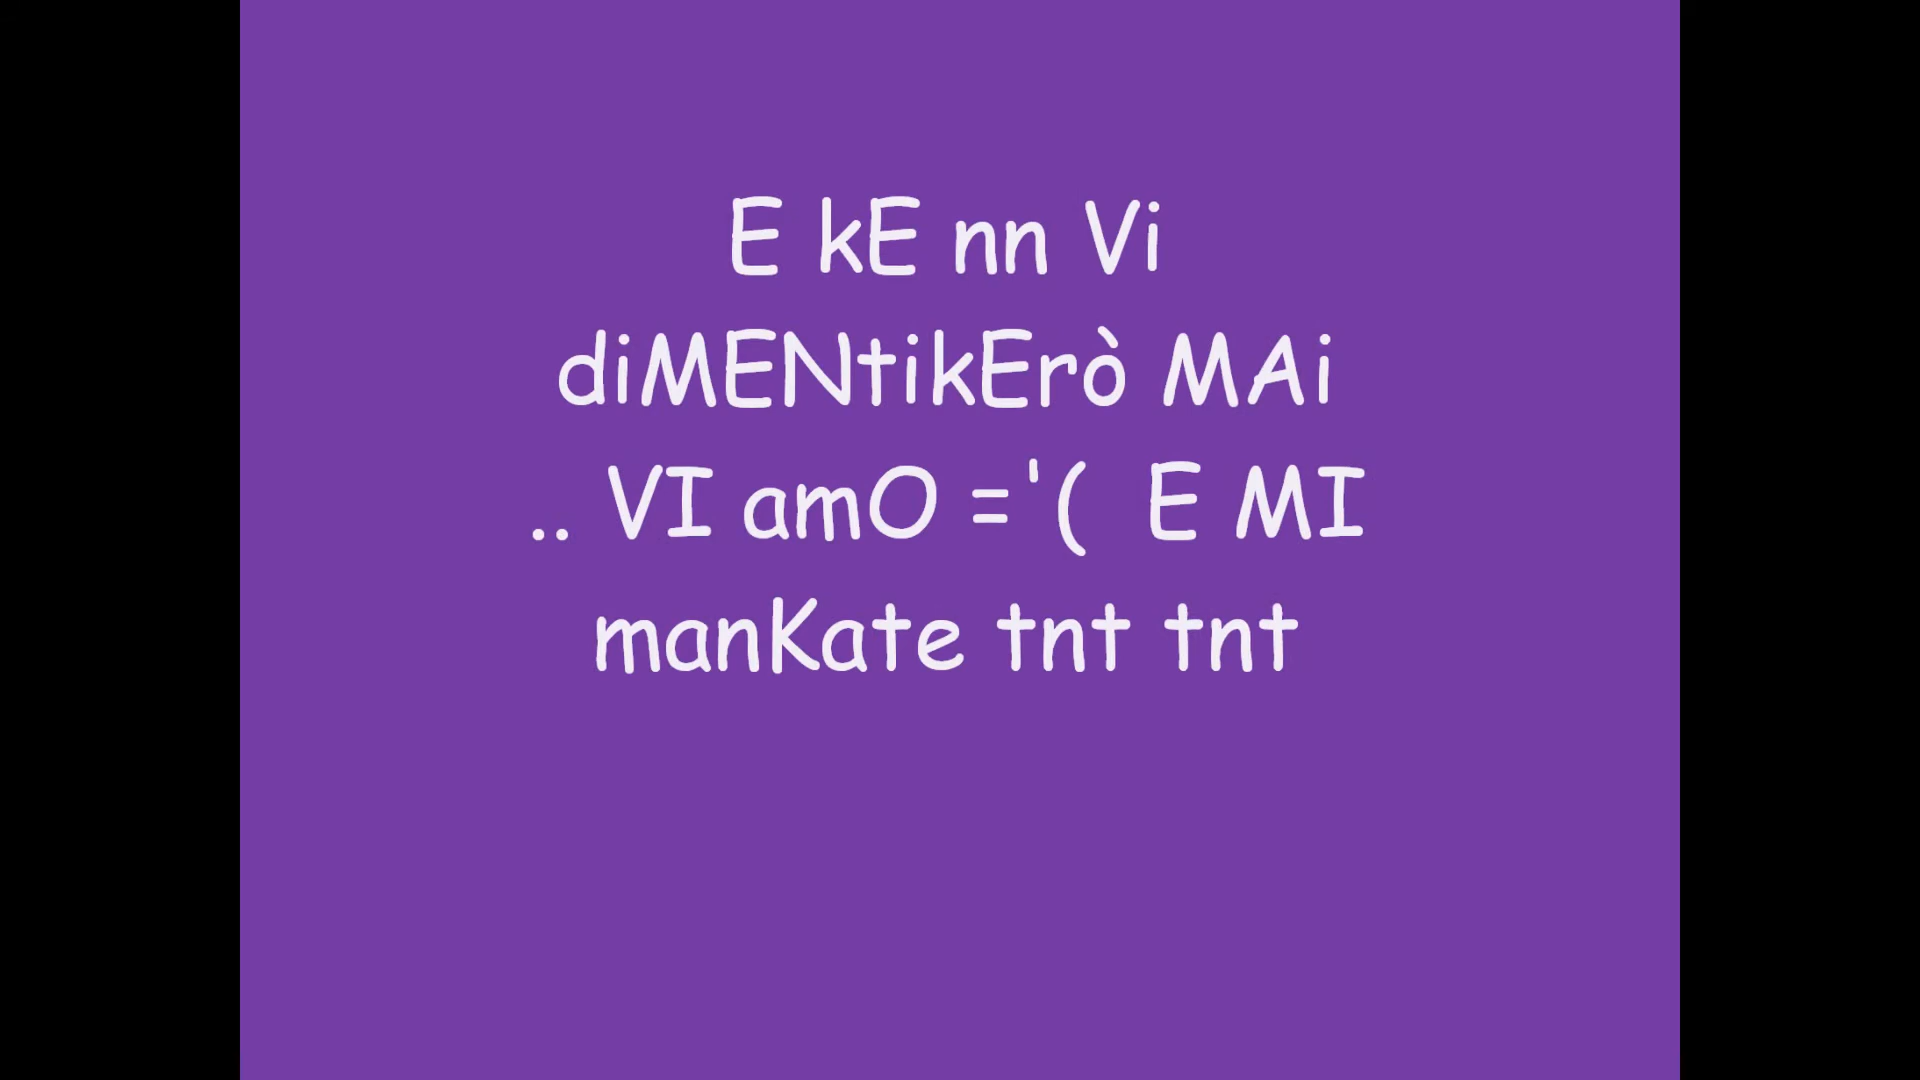 E kE nn Vi
diMENtikErò MAi
.. VI amO ='(  E MI
manKate tnt tnt